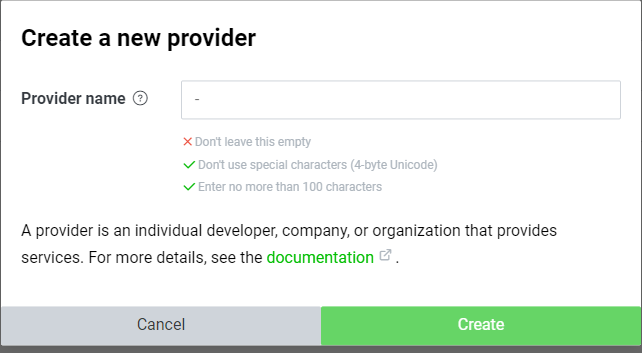 Create a new provider
Provider name ?
-
Don't leave this empty
Don't use special characters (4-byte Unicode)
Enter no more than 100 characters
A provider is an individual developer, company, or organization that provides
services. For more details, see the documentation .
Cancel
Create